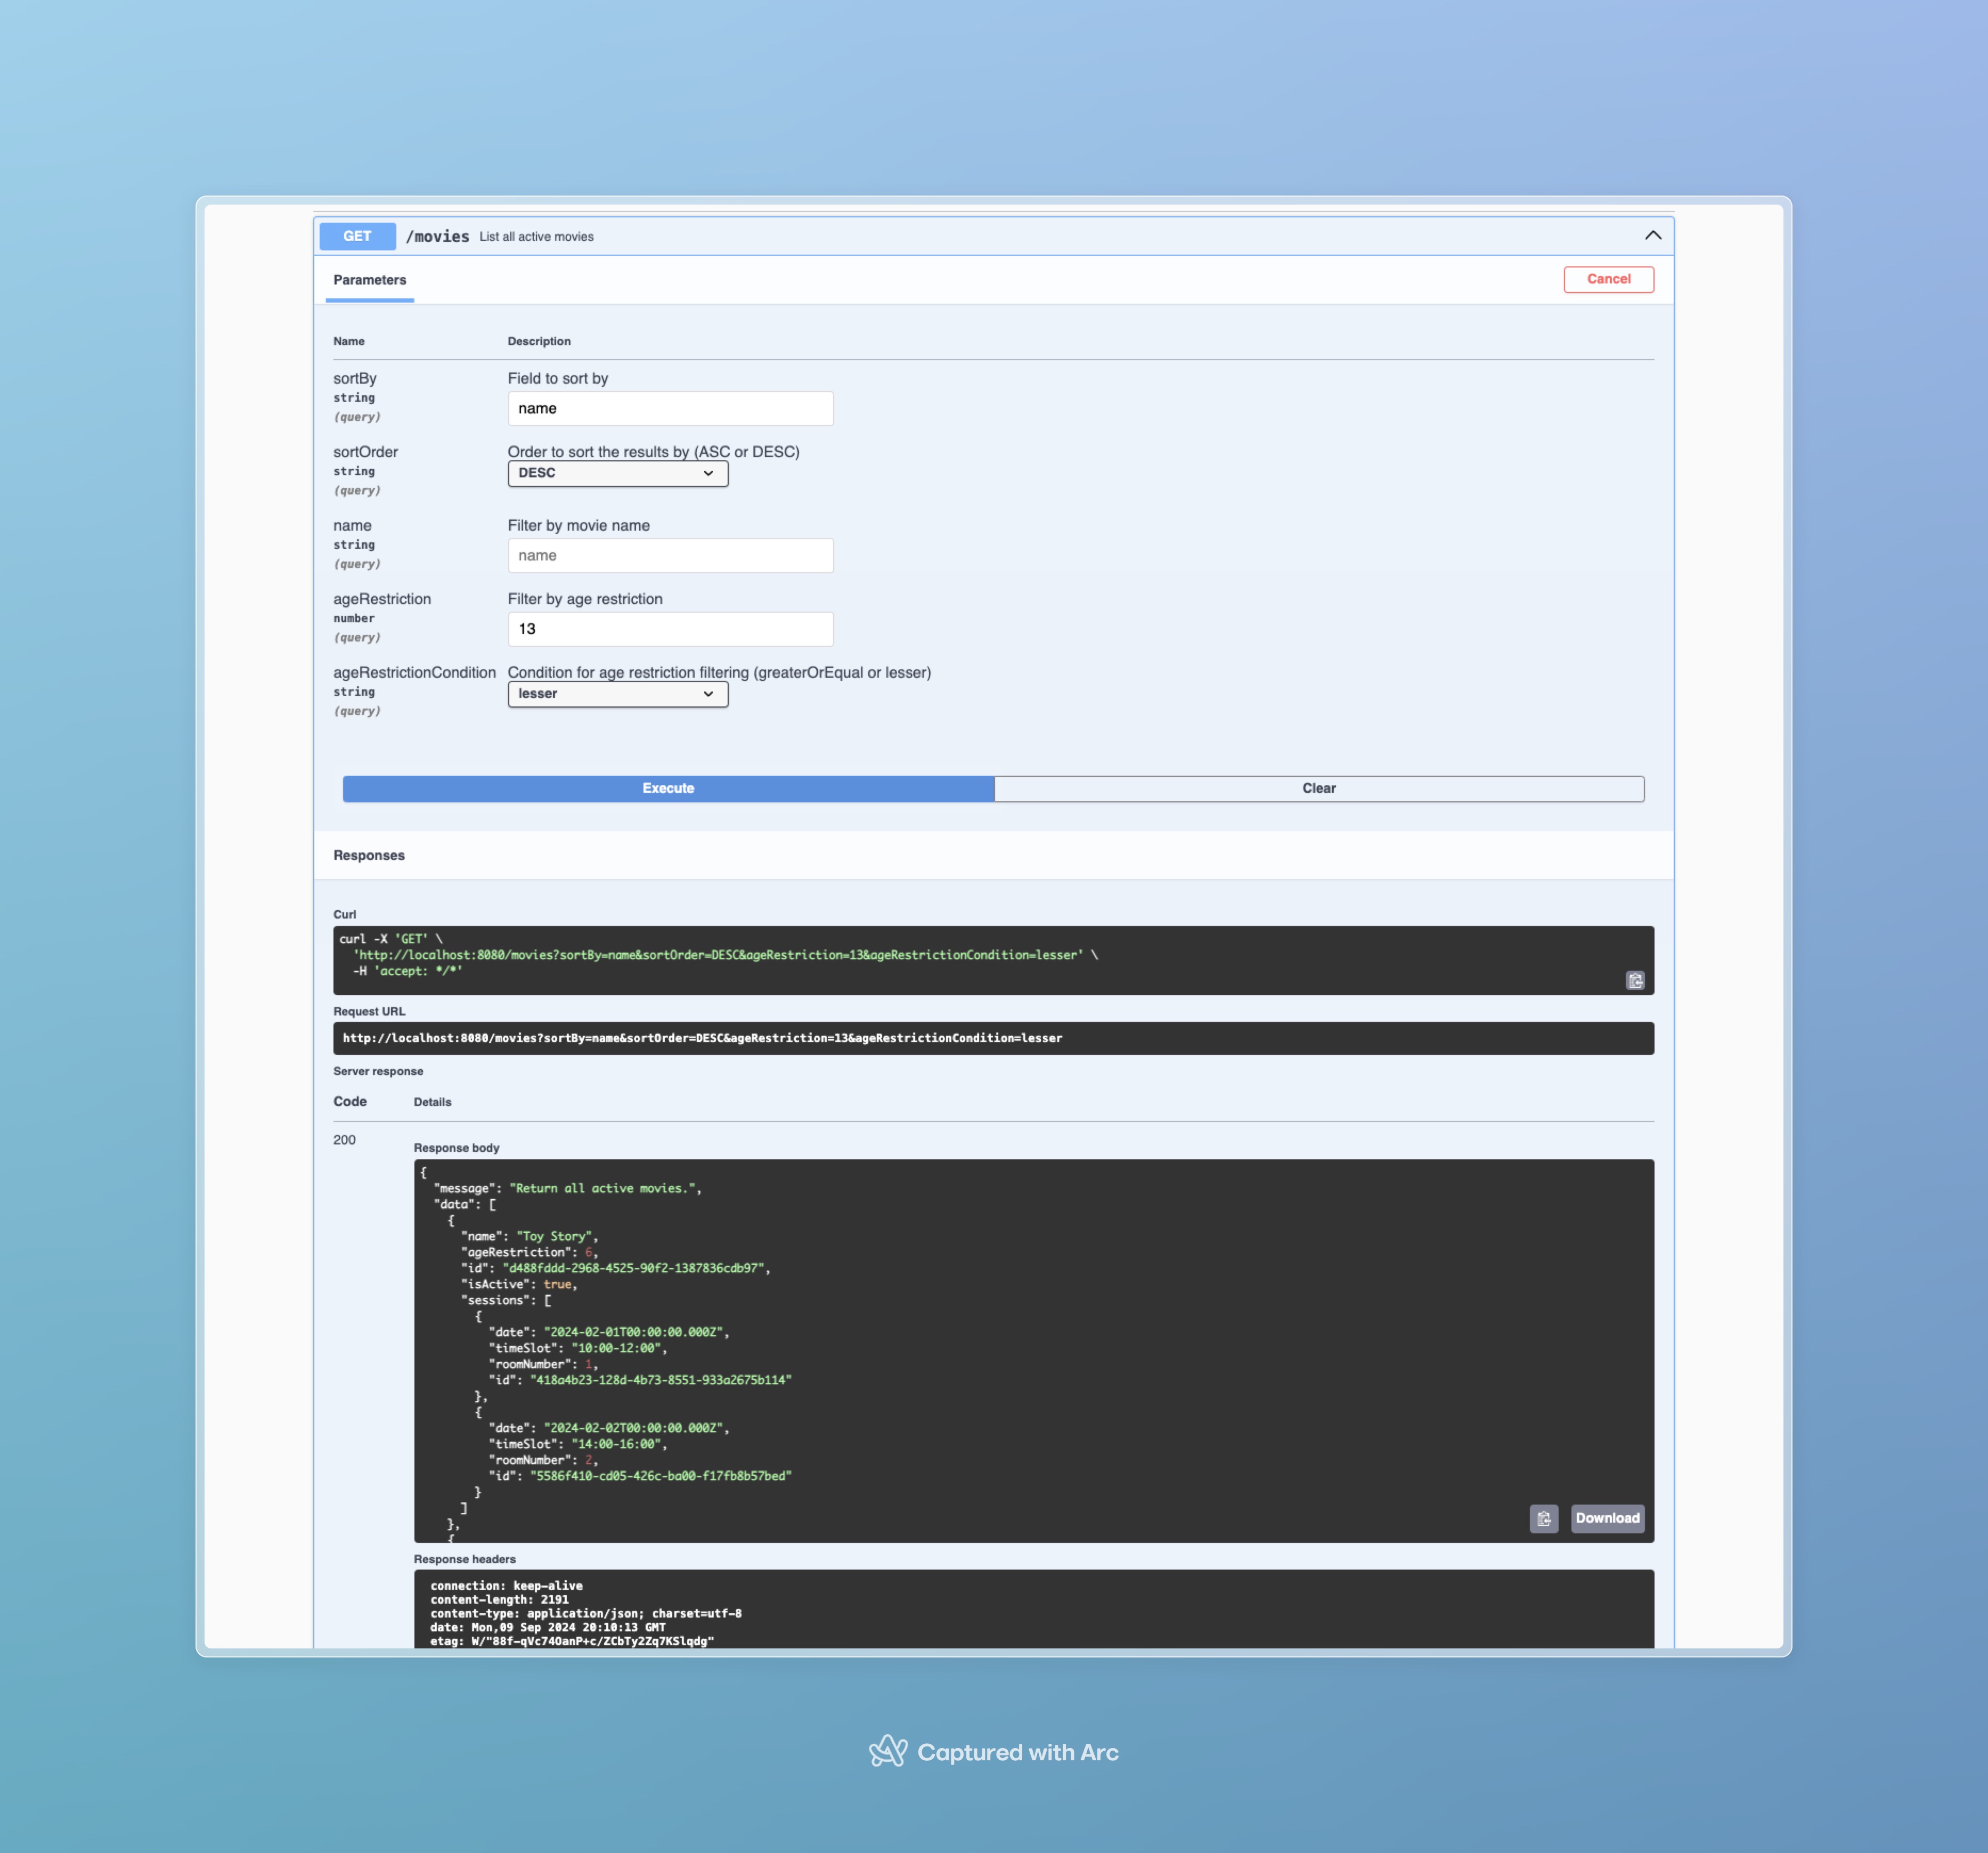 GET /movies List all active movies
Parameters
Cancel
Name Description
sortBy Field to sort by
string
(query)
name
sortOrder Order to sort the results by (ASC or DESC)
string
(query)
DESC
name Filter by movie name
string
(query)
name
ageRestriction Filter by age restriction
number
(query)
13
ageRestrictionCondition Condition for age restriction filtering (greaterOrEqual or lesser)
string
(query)
lesser
Execute Clear
Responses
Curl
curl -X 'GET' \
'http://localhost:8080/movies?sortBy=name&sortOrder=DESC&ageRestriction=13&ageRestrictionCondition=lesser' \
-H 'accept: */*'
Request URL
http://localhost:8080/movies?sortBy=name&sortOrder=DESC&ageRestriction=13&ageRestrictionCondition=lesser
Server response
Code Details
200
Response body
{
"message": "Return all active movies.",
"data": [
{
"name": "Toy Story",
"ageRestriction": 6,
"id": "d488fddd-2968-4525-90f2-1387836cdb97",
"isActive": true,
"sessions": [
{
"date": "2024-02-01T00:00:00.000Z",
"timeSlot": "10:00-12:00",
"roomNumber": 1,
"id": "418a4b23-128d-4b73-8551-933a2675b114"
},
{
"date": "2024-02-02T00:00:00.000Z",
"timeSlot": "14:00-16:00",
"roomNumber": 2,
"id": "5586f410-cd05-426c-ba00-f17fb8b57bed"
}
]
},
{
Download
Response headers
connection: keep-alive
content-length: 2191
content-type: application/json; charset=utf-8
date: Mon,09 Sep 2024 20:10:13 GMT
etag: W/"88f-qVc74OanP+c/ZCbTy2Zq7KSlqdg"
Captured with Arc